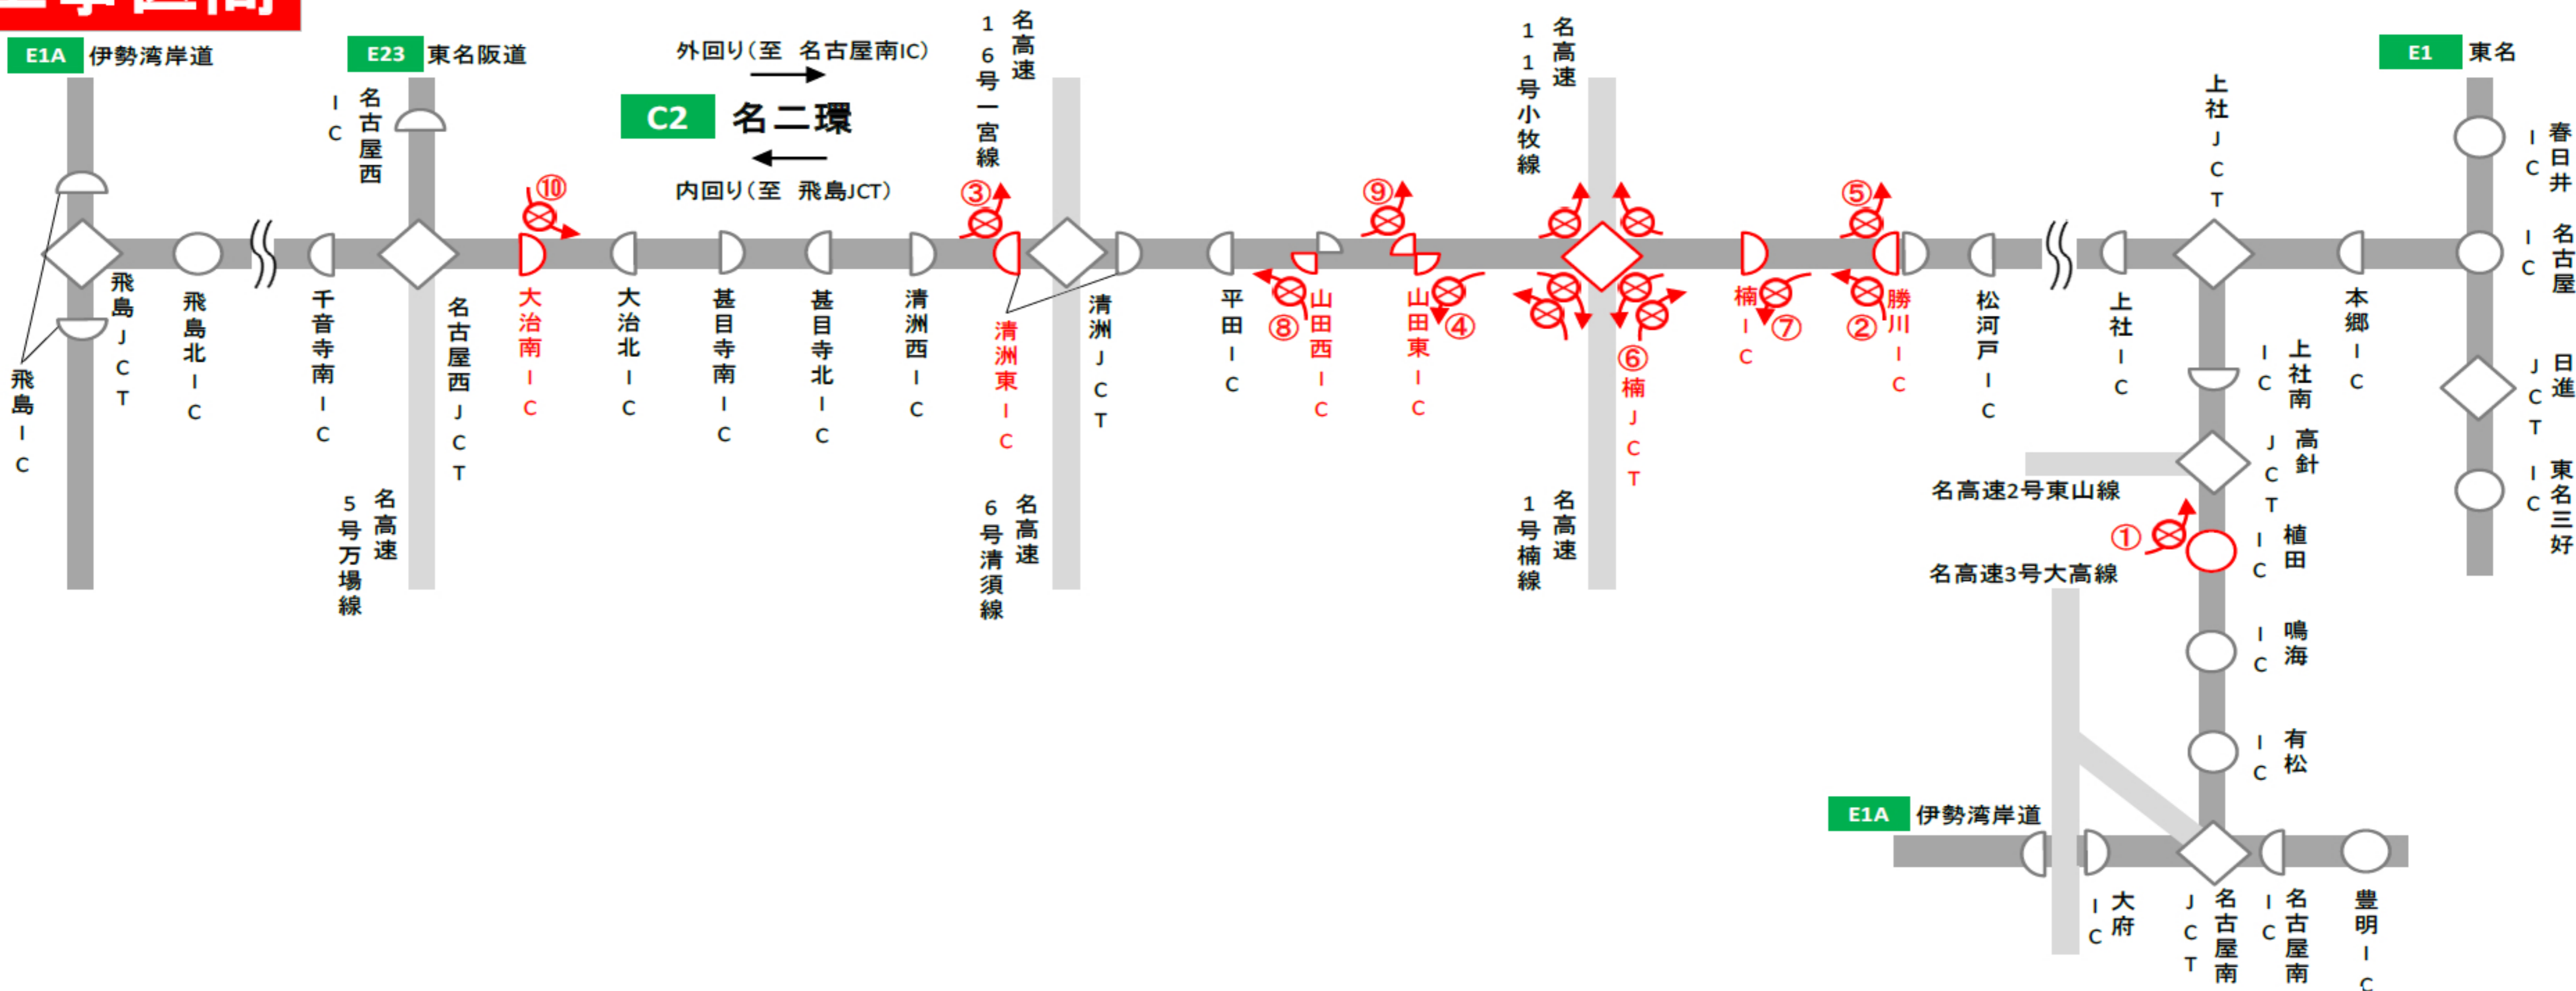 工事区間
E1A 伊勢湾岸道
E23 東名阪道
外回り(至 名古屋南IC)
C2 名二環
内回り(至 飛島JCT)
名高速
16号一宮線
名高速
11号小牧線
E1 東名
名古屋西IC
上社JCT
春日井IC
名古屋IC
日進JCT
東名三好IC
⑩
③
⑨
⑤
飛島IC
飛島JCT
飛島北IC
千音寺南IC
名古屋西JCT
大治南IC
大治北IC
甚目寺南IC
甚目寺北IC
清洲西IC
清洲東IC
清洲JCT
平田IC
⑧
山田西IC
山田東IC
④
⑥楠JCT
楠IC
⑦
②
勝川IC
松河戸IC
上社IC
本郷IC
上社南IC
高針JCT
名高速2号東山線
①
植田IC
名高速3号大高線
鳴海IC
有松IC
名高速
5号万場線
名高速
6号清須線
名高速
1号楠線
E1A 伊勢湾岸道
大府IC
名古屋南JCT
名古屋南IC
豊明IC